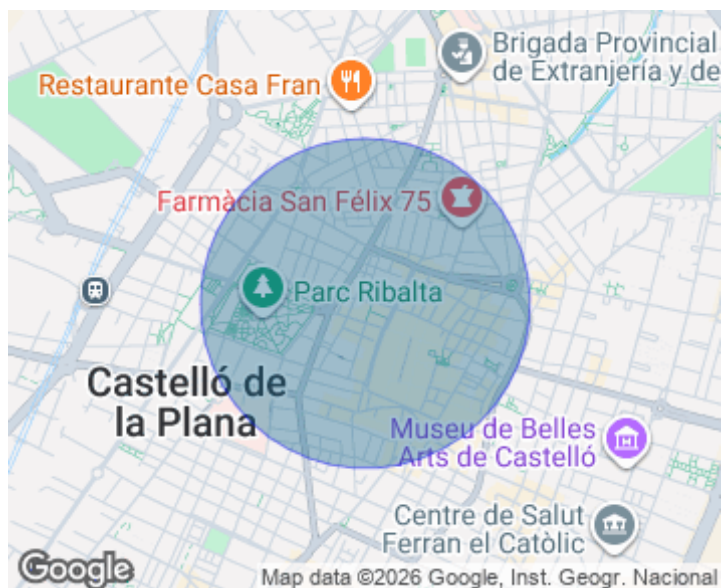 Brigada Provincial
de Extranjería y de
Restaurante Casa Fran
Farmàcia San Félix 75
Parc Ribalta
Castelló de
la Plana
Museu de Belles
Arts de Castelló
Centre de Salut
Ferran el Catòlic
Google
Map data ©2026 Google, Inst. Geogr. Nacional